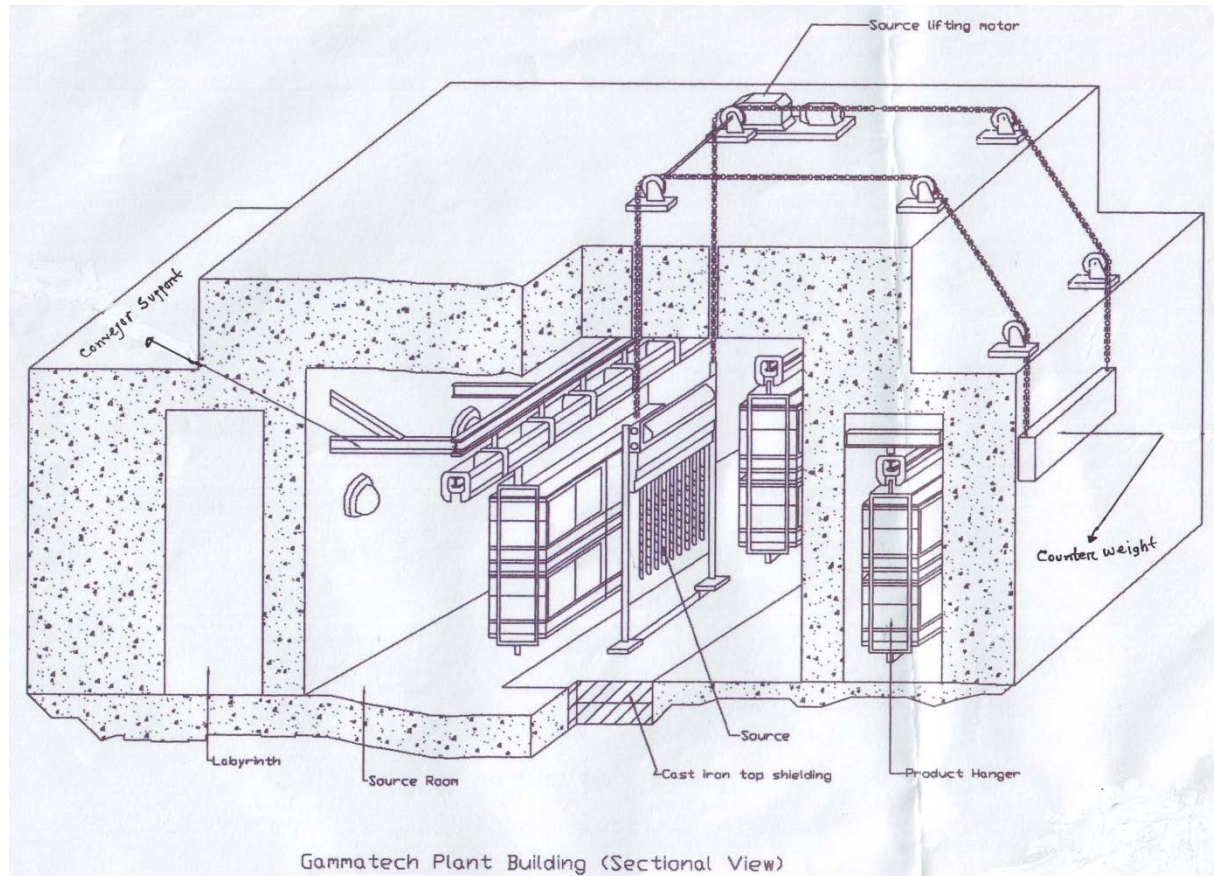 Source lifting motor
Conveyor Support
Counter weight
Labyrinth
Source Room
Source
Cast iron top shielding
Product Hanger
Gammatech Plant Building (Sectional View)